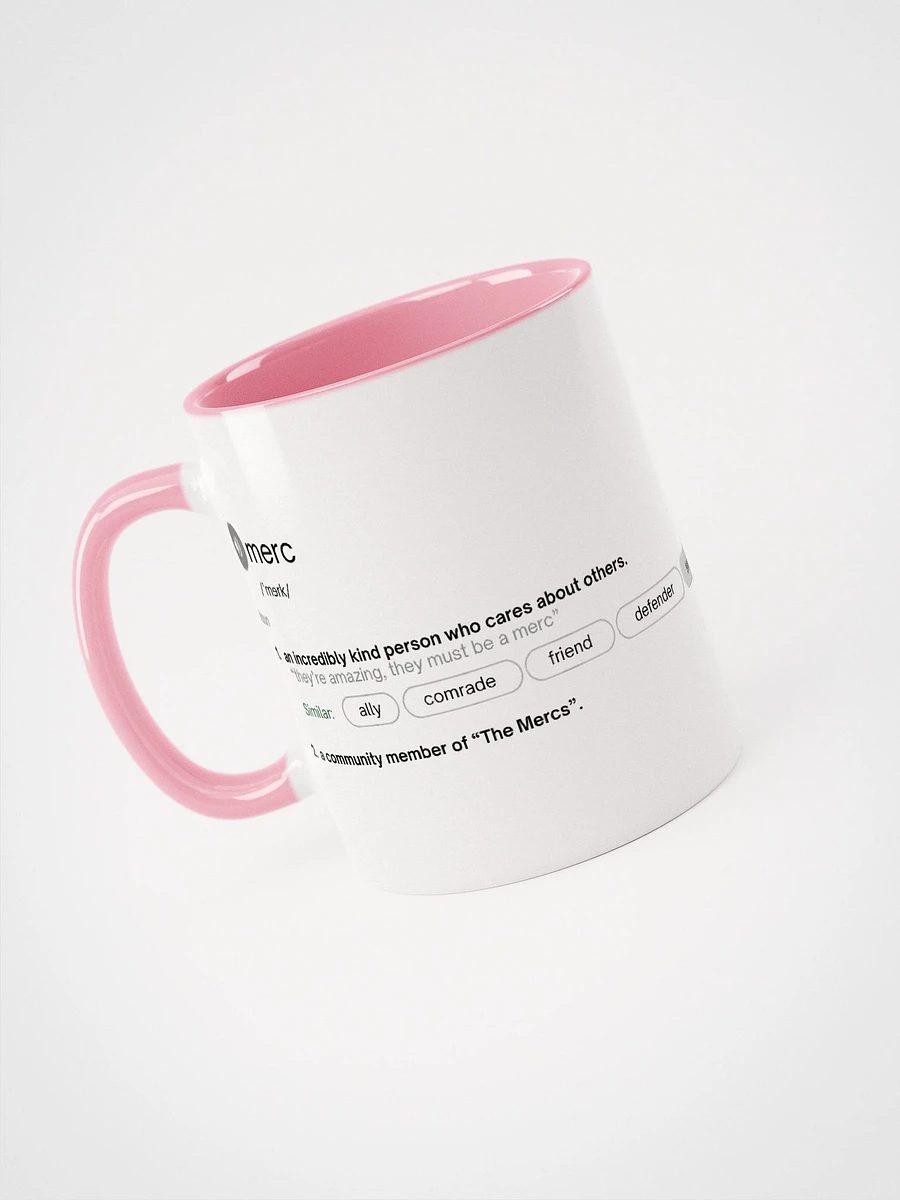 merc
/ˈmərk/
1. an incredibly kind person who cares about others.
“they're amazing, they must be a merc”
Similar: ally comrade friend defender
2. a community member of “The Mercs”.